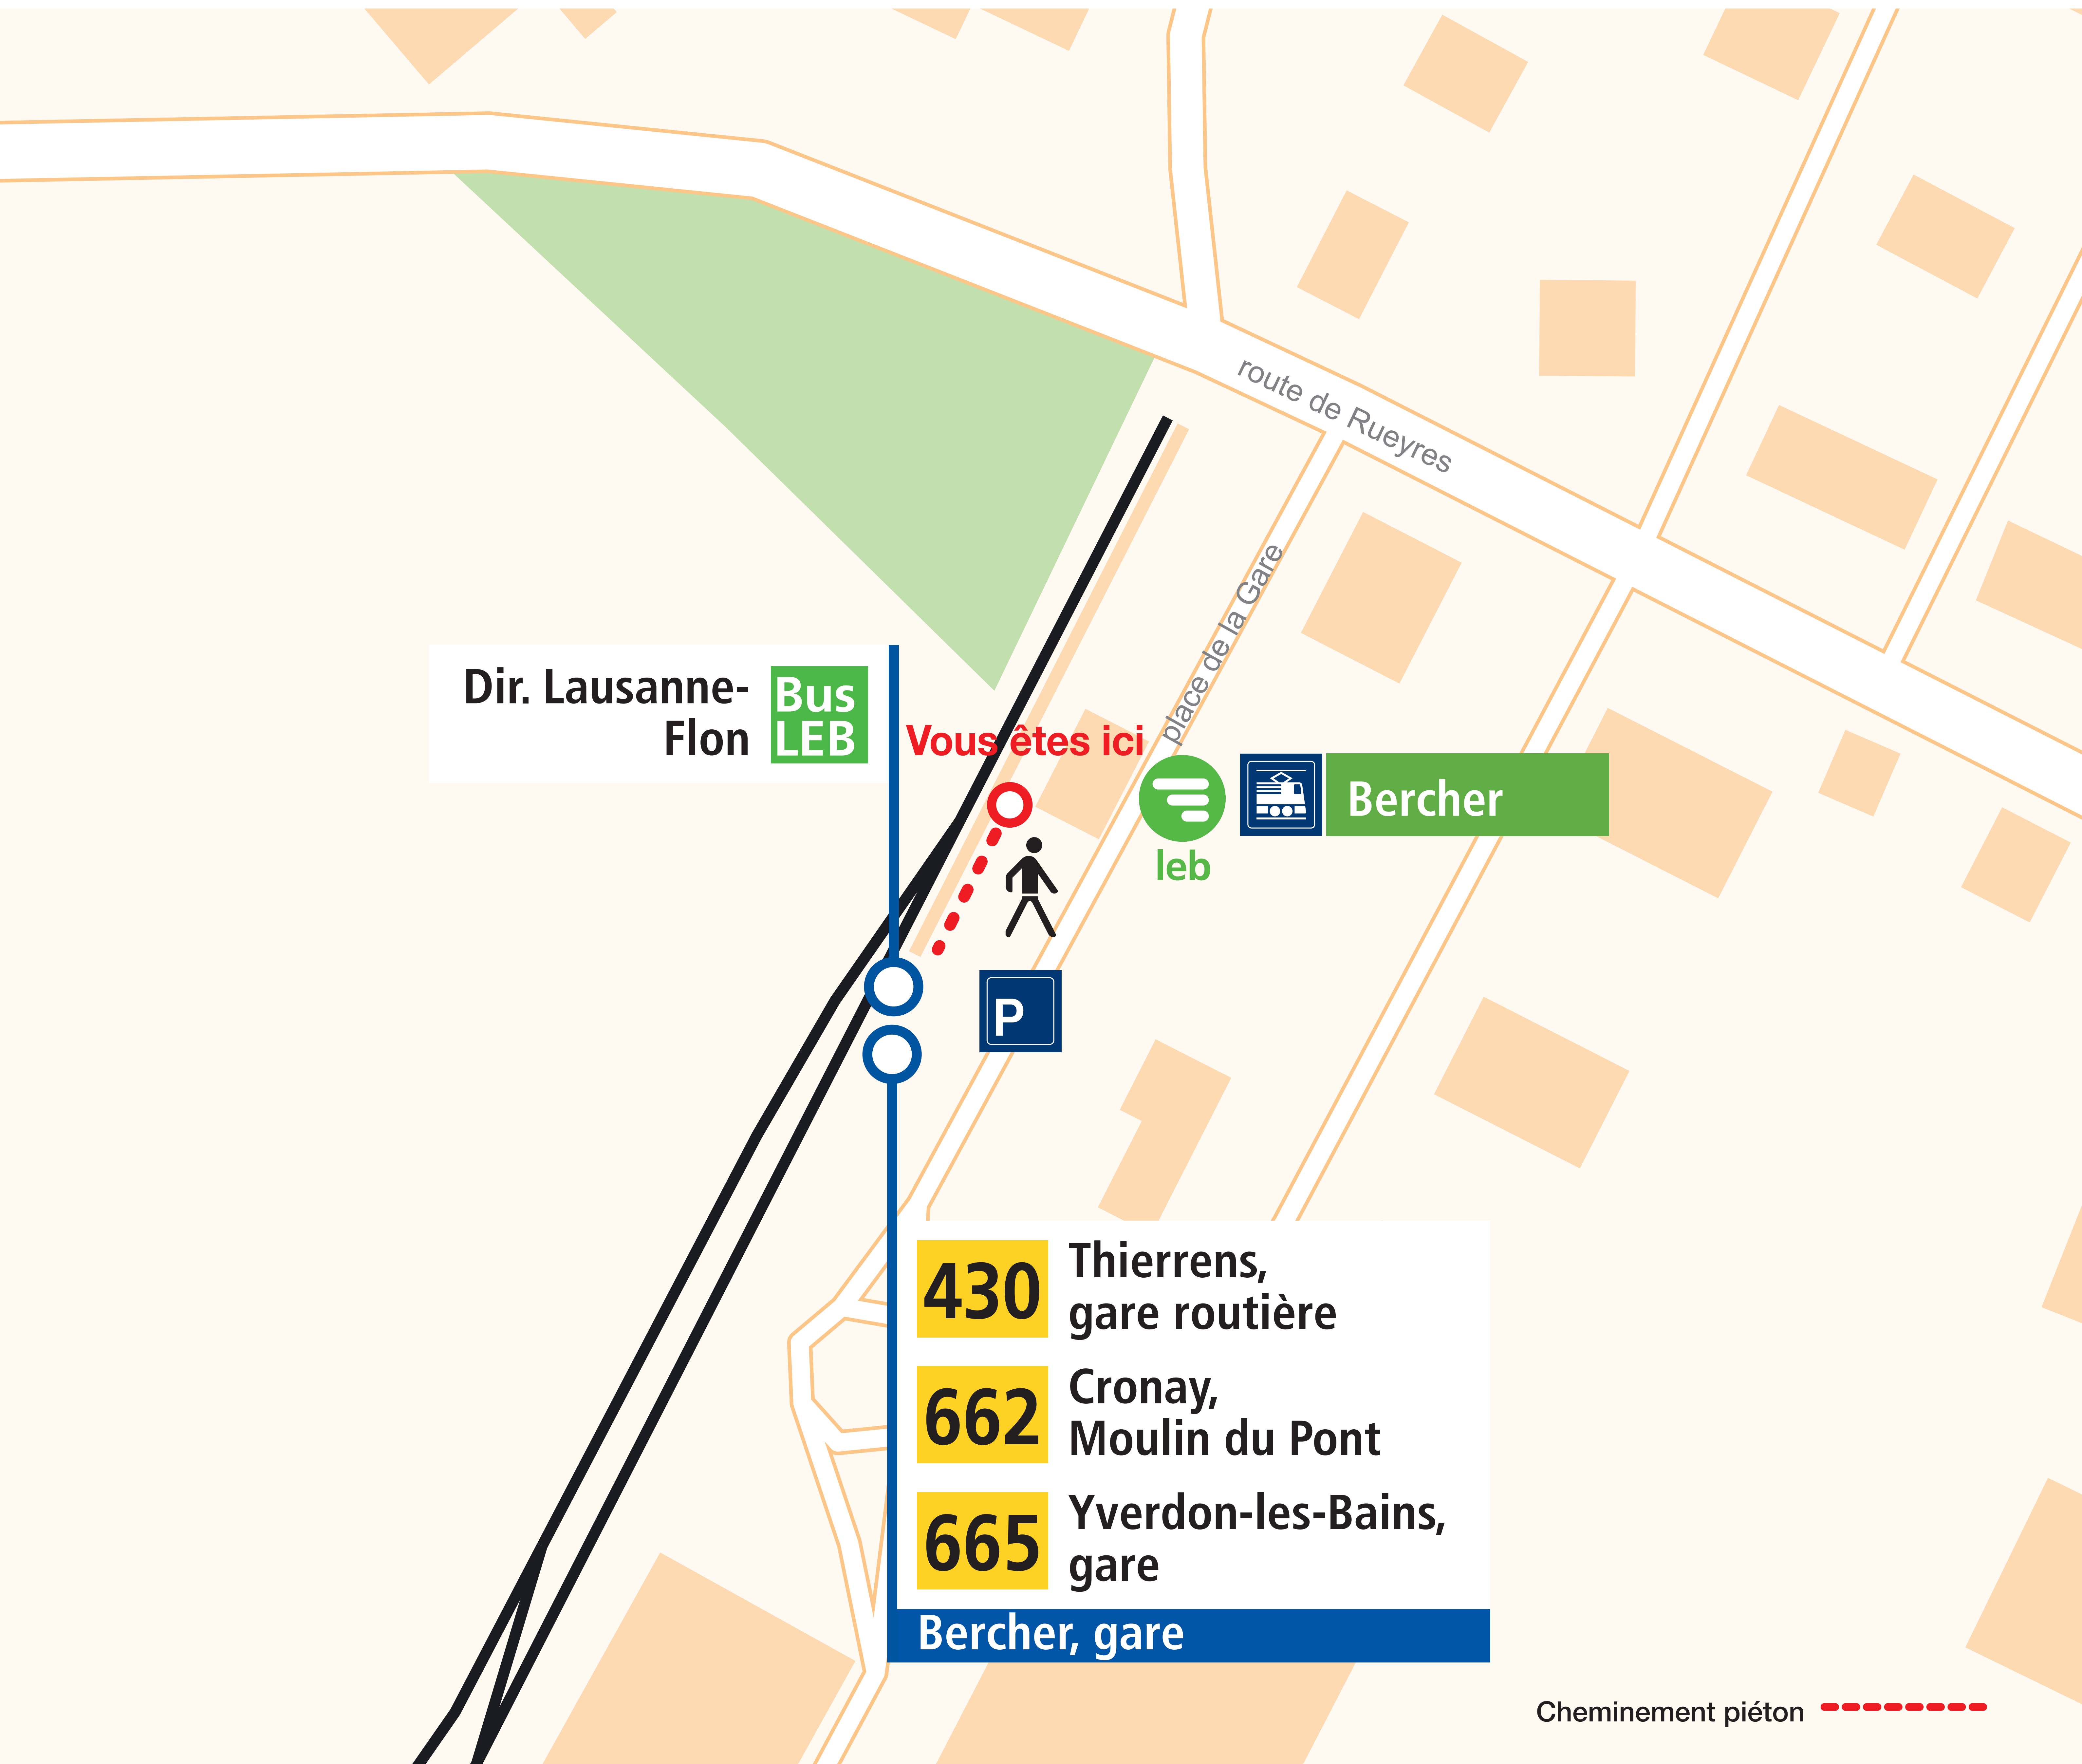 route de Rueyres
place de la Gare
Dir. Lausanne-
Flon
Bus
LEB
Vous êtes ici
leb
Bercher
P
430
Thierrens,
gare routière
662
Cronay,
Moulin du Pont
665
Yverdon-les-Bains,
gare
Bercher, gare
Cheminement piéton